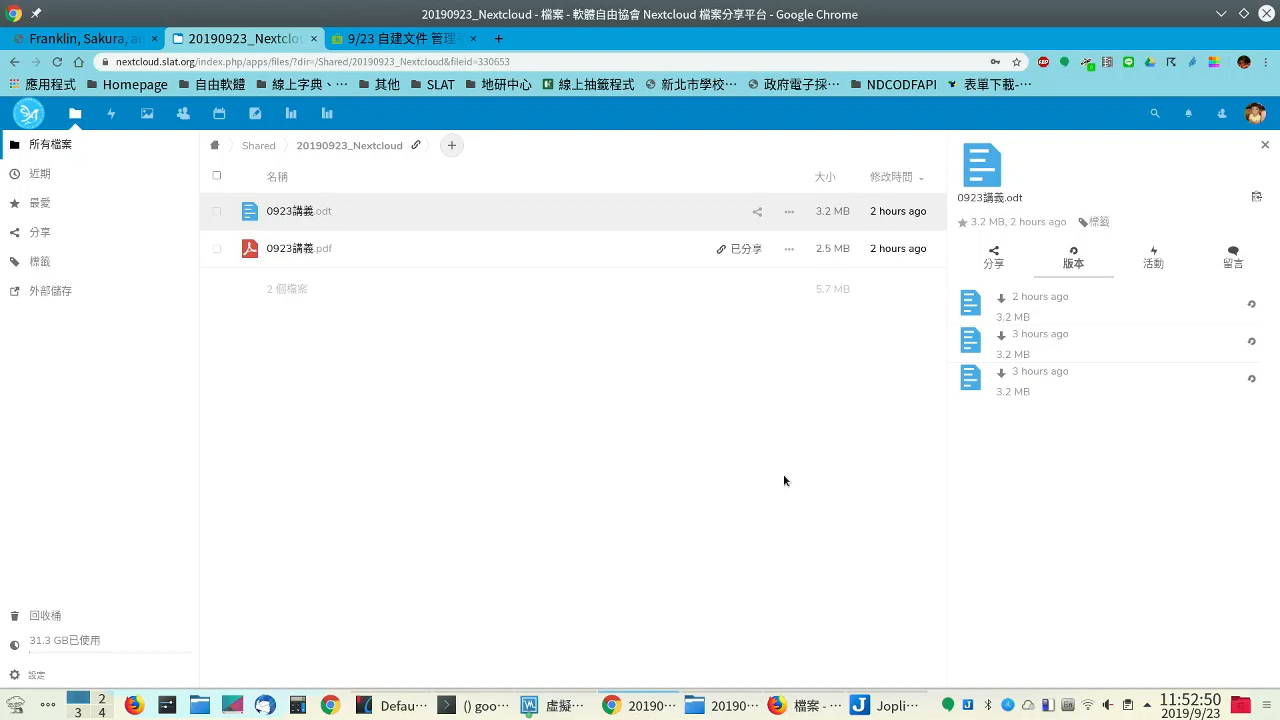 20190923_Nextcloud - 檔案 - 軟體自由協會 Nextcloud 檔案分享平台 - Google Chrome
Franklin, Sakura, a
20190923_Nextclo
9/23 自建文件 管理
nextcloud.slat.org/index.php/apps/files/?dir=/Shared/20190923_Nextcloud&fileid=330653
應用程式
Homepage
自由軟體
線上字典、⋯
其他
SLAT
地研中心
線上抽籤程式
新北市學校⋯
政府電子採⋯
NDCODFAPI
表單下載-⋯
所有檔案
近期
最愛
分享
標籤
外部儲存
回收桶
31.3 GB已使用
設定
Shared
20190923_Nextcloud
名稱
大小
修改時間
0923講義.odt
3.2 MB
2 hours ago
0923講義.pdf
已分享
2.5 MB
2 hours ago
2 個檔案
5.7 MB
0923講義.odt
3.2 MB, 2 hours ago
標籤
分享
版本
活動
留言
2 hours ago
3.2 MB
3 hours ago
3.2 MB
3 hours ago
3.2 MB
2
3
4
Defau⋯
() goo⋯
虛擬⋯
20190⋯
20190⋯
檔案 -⋯
Jopli⋯
11:52:50
2019/9/23